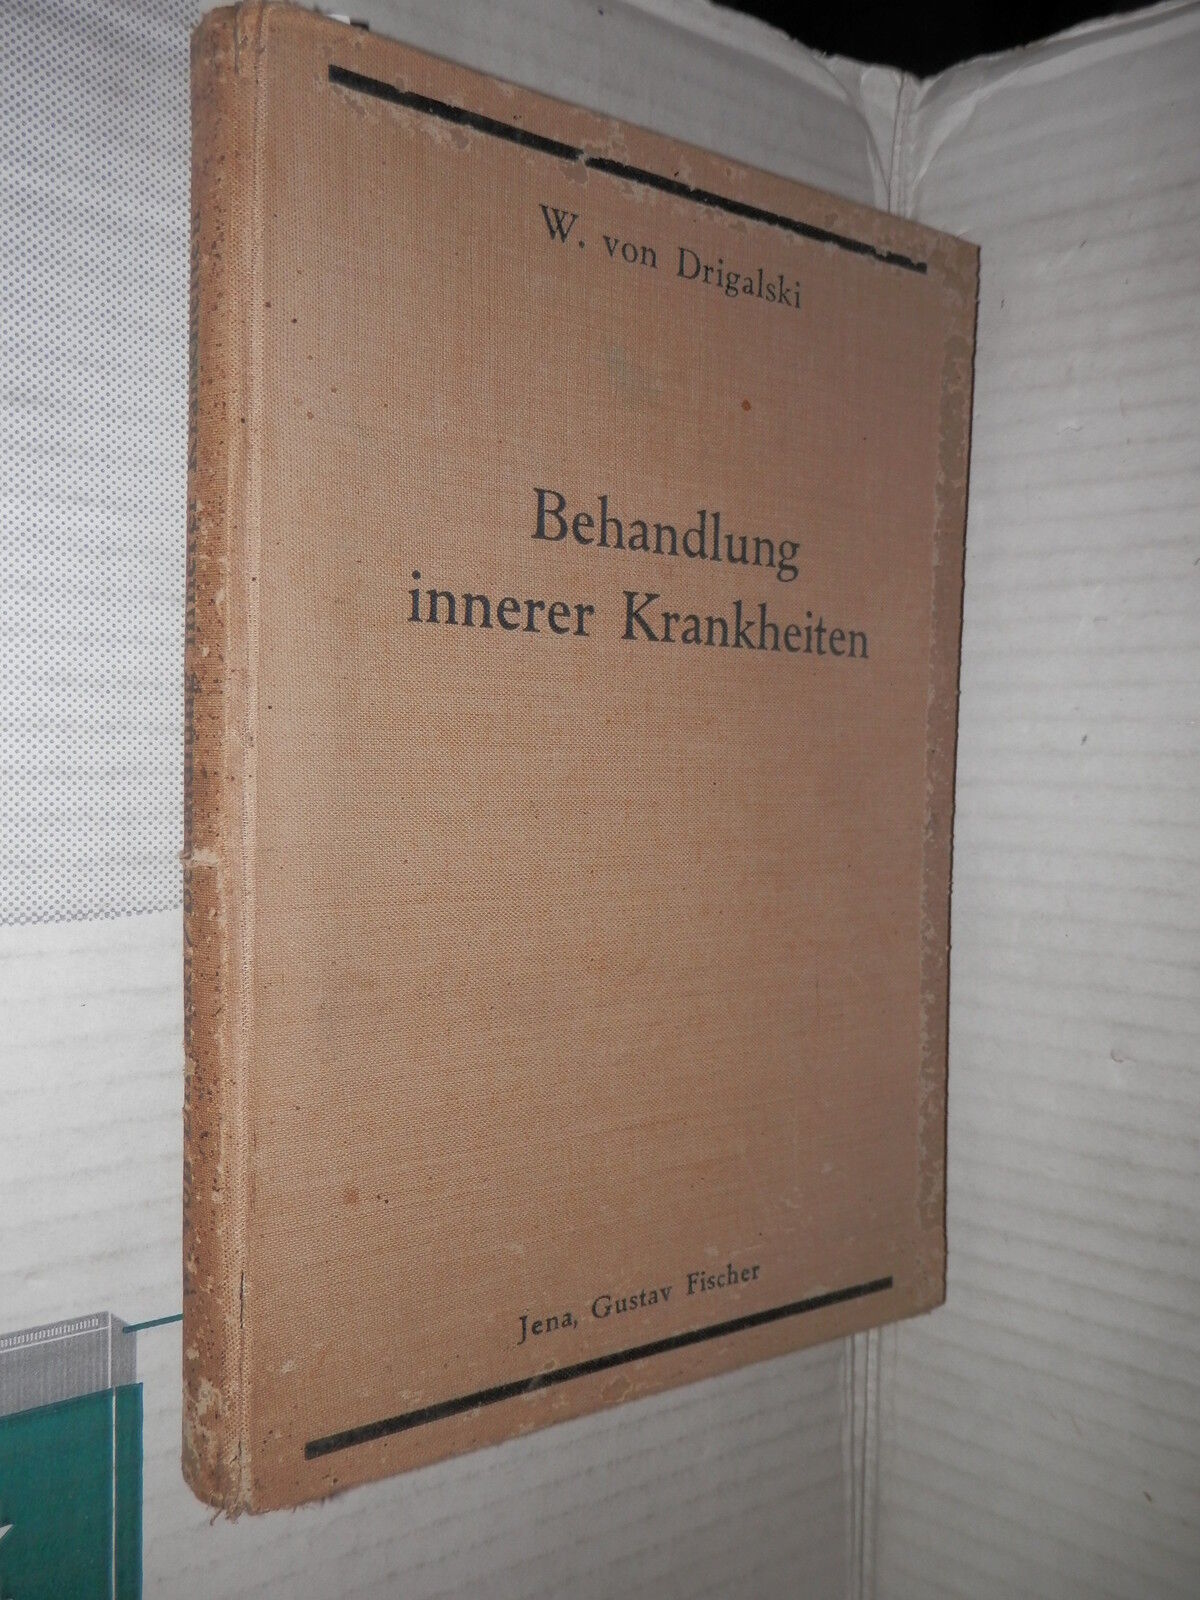 W. von Drigalski
Behandlung
innerer Krankheiten
Jena, Gustav Fischer